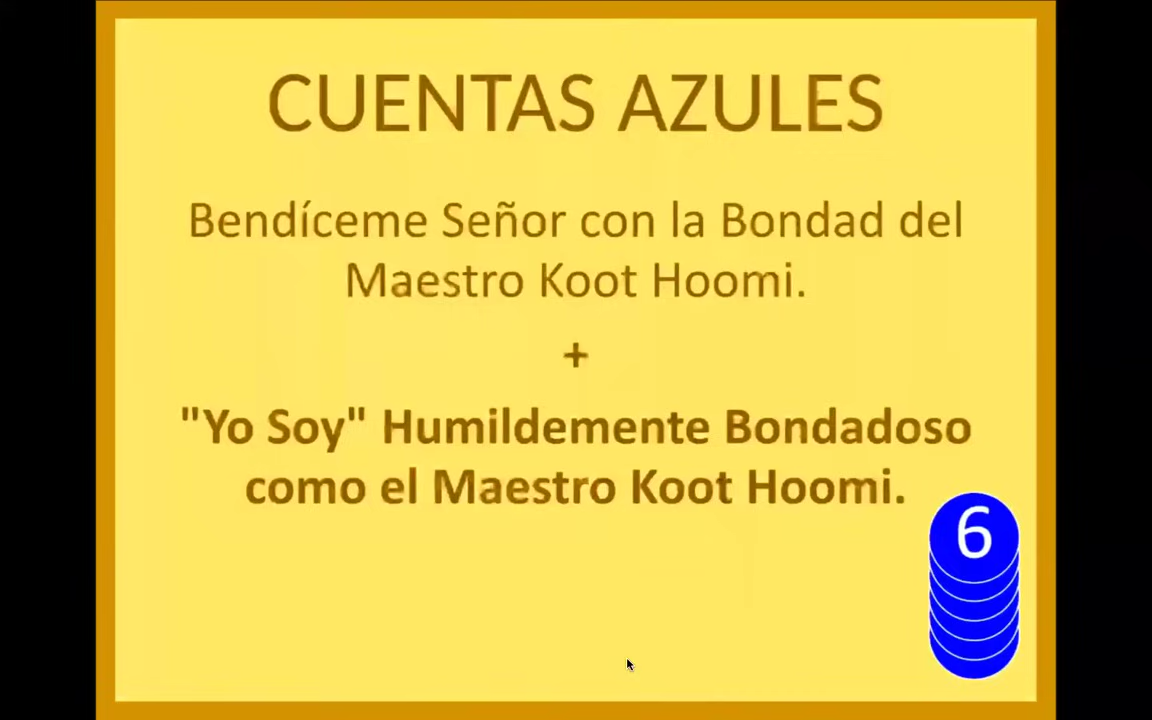 CUENTAS AZULES
Bendíceme Señor con la Bondad del
Maestro Koot Hoomi.
+
"Yo Soy" Humildemente Bondadoso
como el Maestro Koot Hoomi.
6